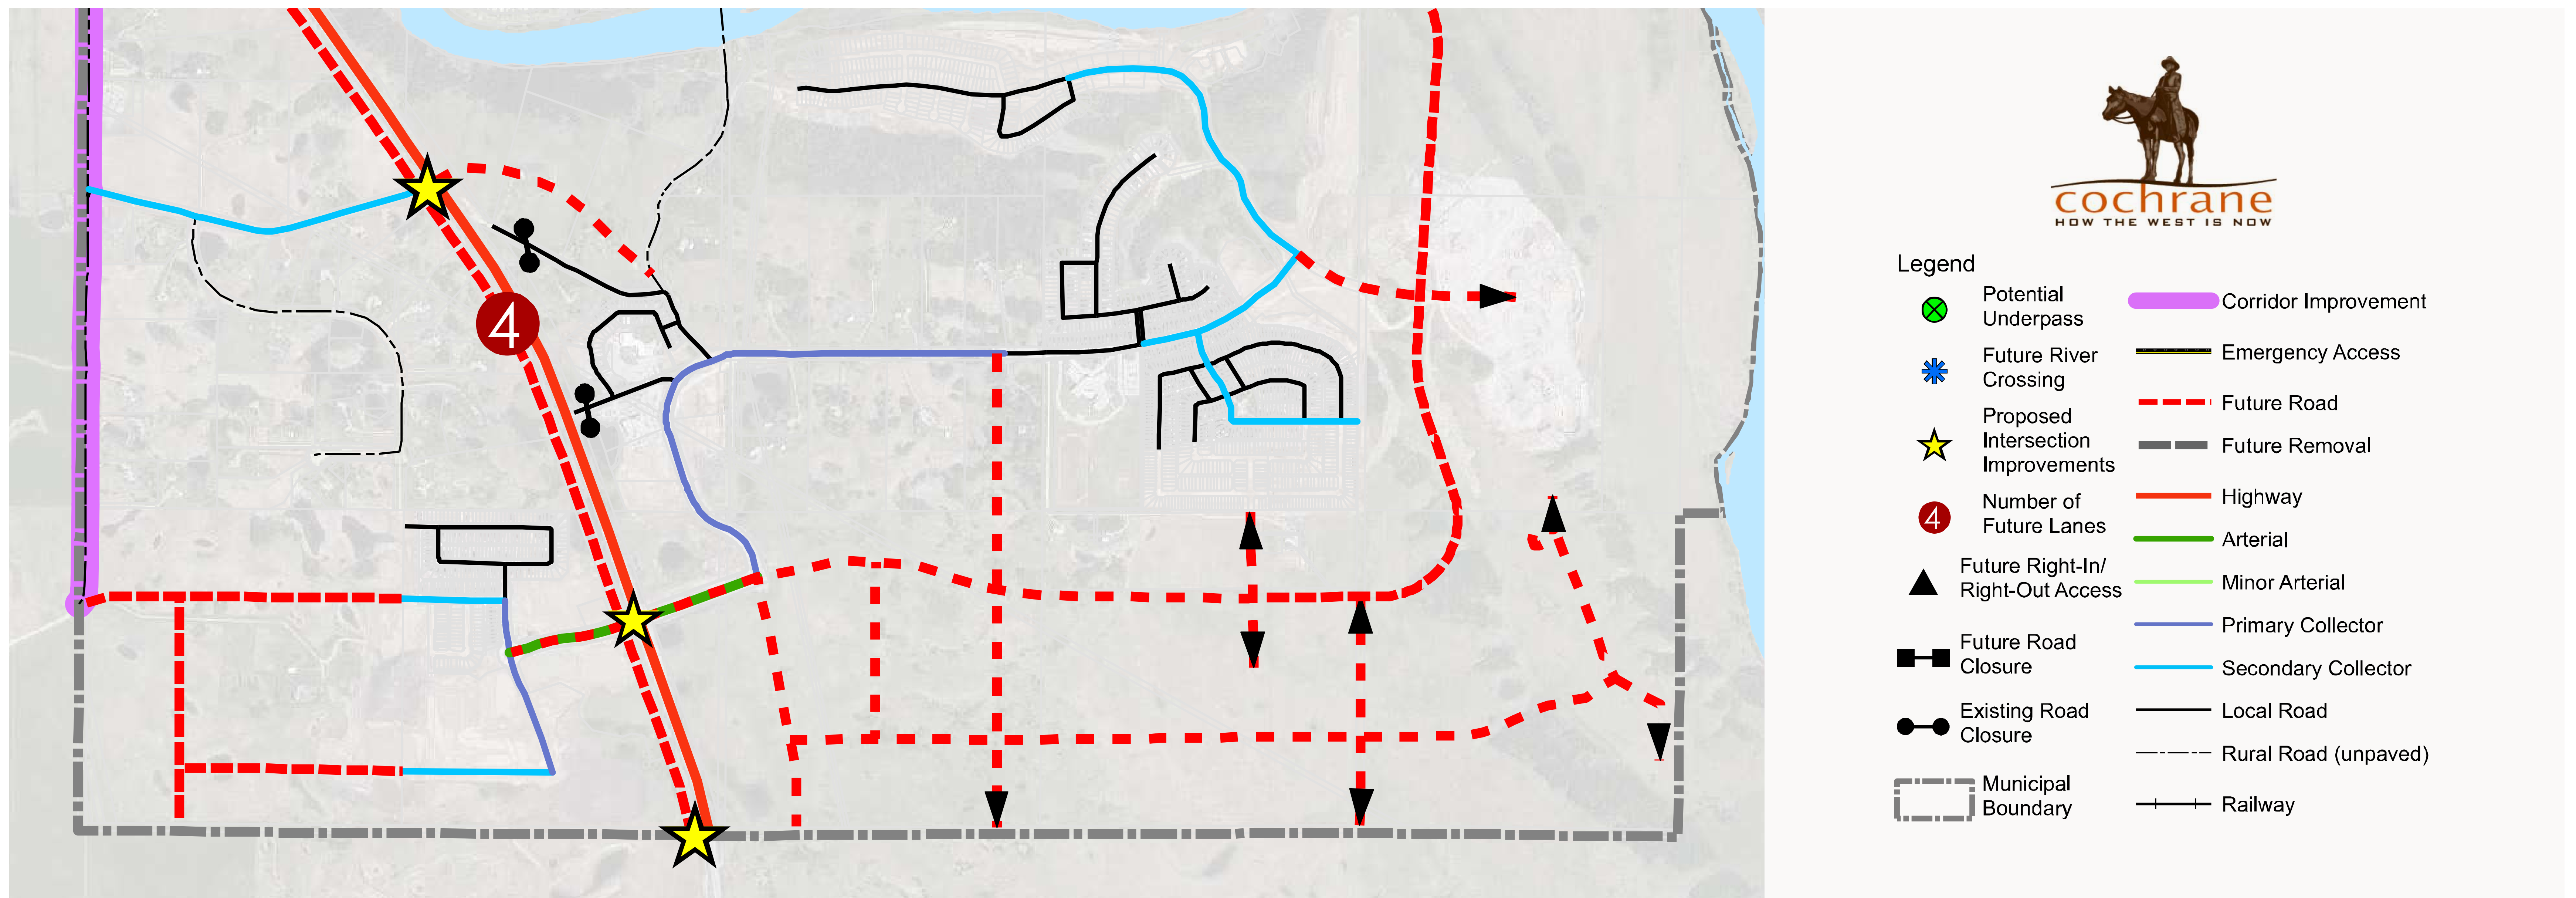 4
cochrane
HOW THE WEST IS NOW
Legend
Potential
Underpass
Future River
Crossing
Proposed
Intersection
Improvements
4
Number of
Future Lanes
Future Right-In/
Right-Out Access
Future Road
Closure
Existing Road
Closure
Municipal
Boundary
Corridor Improvement
Emergency Access
Future Road
Future Removal
Highway
Arterial
Minor Arterial
Primary Collector
Secondary Collector
Local Road
Rural Road (unpaved)
Railway